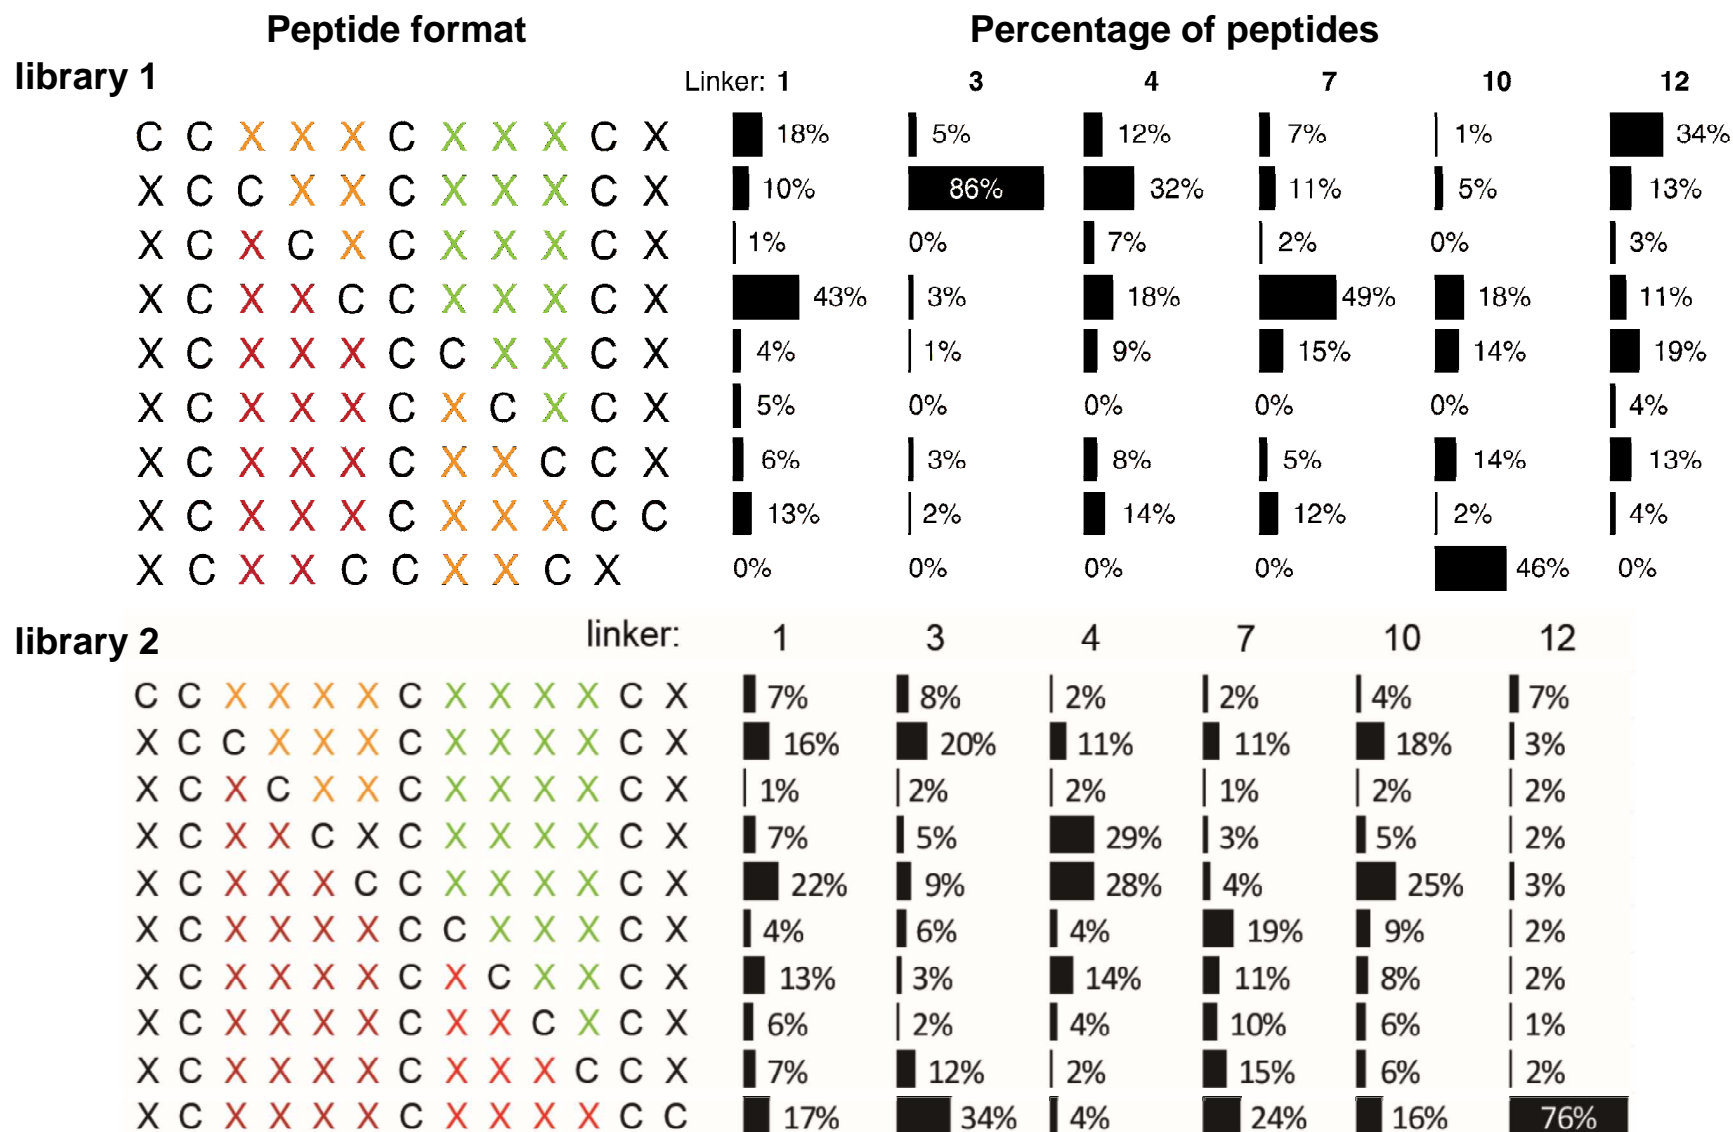 Peptide format Percentage of peptides
library 1 Linker: 1 3 4 7 10 12
C C X X X C X X X C X 18% 5% 12% 7% 1% 34%
X C C X X C X X X C X 10% 86% 32% 11% 5% 13%
X C X C X C X X X C X 1% 0% 7% 2% 0% 3%
X C X X C C X X X C X 43% 3% 18% 49% 18% 11%
X C X X X C C X X C X 4% 1% 9% 15% 14% 19%
X C X X X C X C X C X 5% 0% 0% 0% 0% 4%
X C X X X C X X C C X 6% 3% 8% 5% 14% 13%
X C X X X C X X X C C 13% 2% 14% 12% 2% 4%
X C X X C C X X C X 0% 0% 0% 0% 46% 0%
library 2 linker: 1 3 4 7 10 12
C C X X X X C X X X X C X 7% 8% 2% 2% 4% 7%
X C C X X X C X X X X C X 16% 20% 11% 11% 18% 3%
X C X C X X C X X X X C X 1% 2% 2% 1% 2% 2%
X C X X C X C X X X X C X 7% 5% 29% 3% 5% 2%
X C X X X C C X X X X C X 22% 9% 28% 4% 25% 3%
X C X X X X C C X X X C X 4% 6% 4% 19% 9% 2%
X C X X X X C X C X X C X 13% 3% 14% 11% 8% 2%
X C X X X X C X X C X C X 6% 2% 4% 10% 6% 1%
X C X X X X C X X X C C X 7% 12% 2% 15% 6% 2%
X C X X X X C X X X X C C 17% 34% 4% 24% 16% 76%